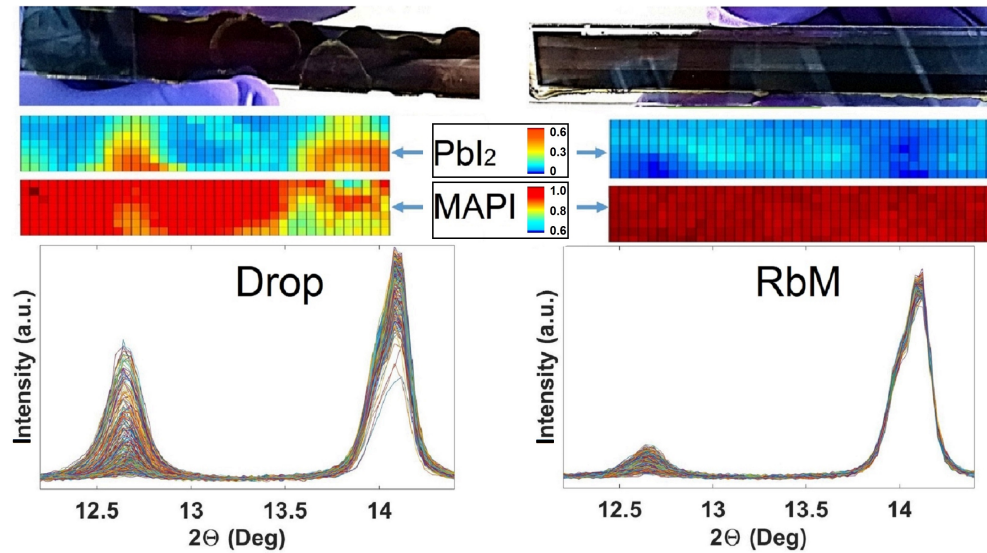 PbI₂
0.6
0.3
0
MAPI
1.0
0.8
0.6
Drop
Intensity (a.u.)
12.5
13
13.5
14
2Θ (Deg)
RbM
Intensity (a.u.)
12.5
13
13.5
14
2Θ (Deg)